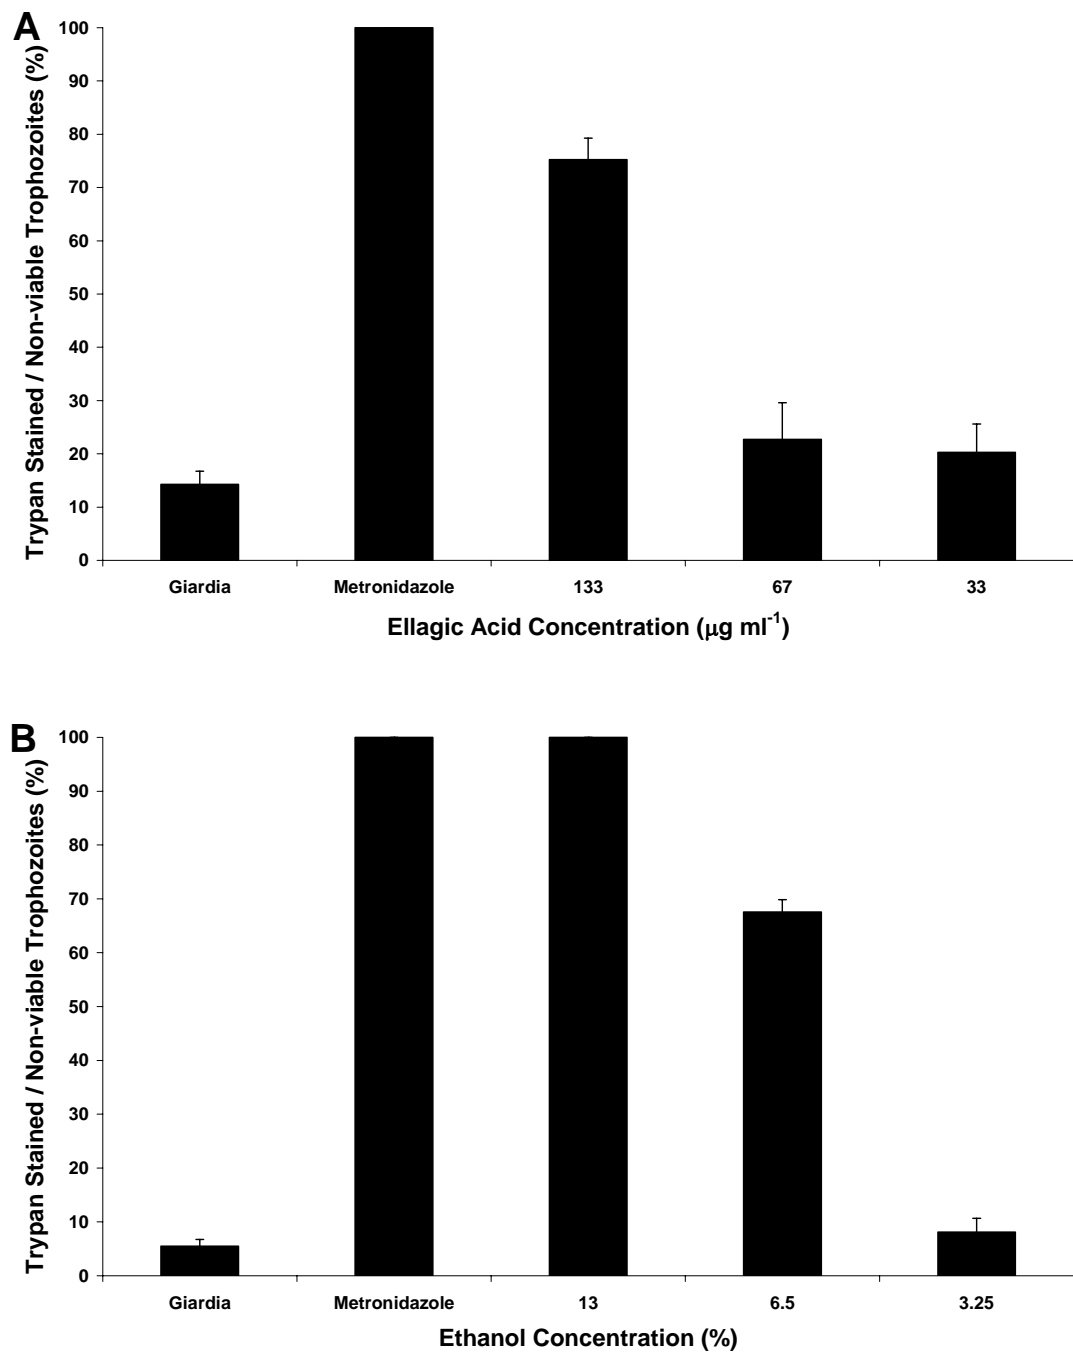 A
Trypan Stained / Non-viable Trophozoites (%)
100
90
80
70
60
50
40
30
20
10
0
Giardia Metronidazole 133 67 33
Ellagic Acid Concentration (μg ml⁻¹)
B
Trypan Stained / Non-viable Trophozoites (%)
100
90
80
70
60
50
40
30
20
10
0
Giardia Metronidazole 13 6.5 3.25
Ethanol Concentration (%)